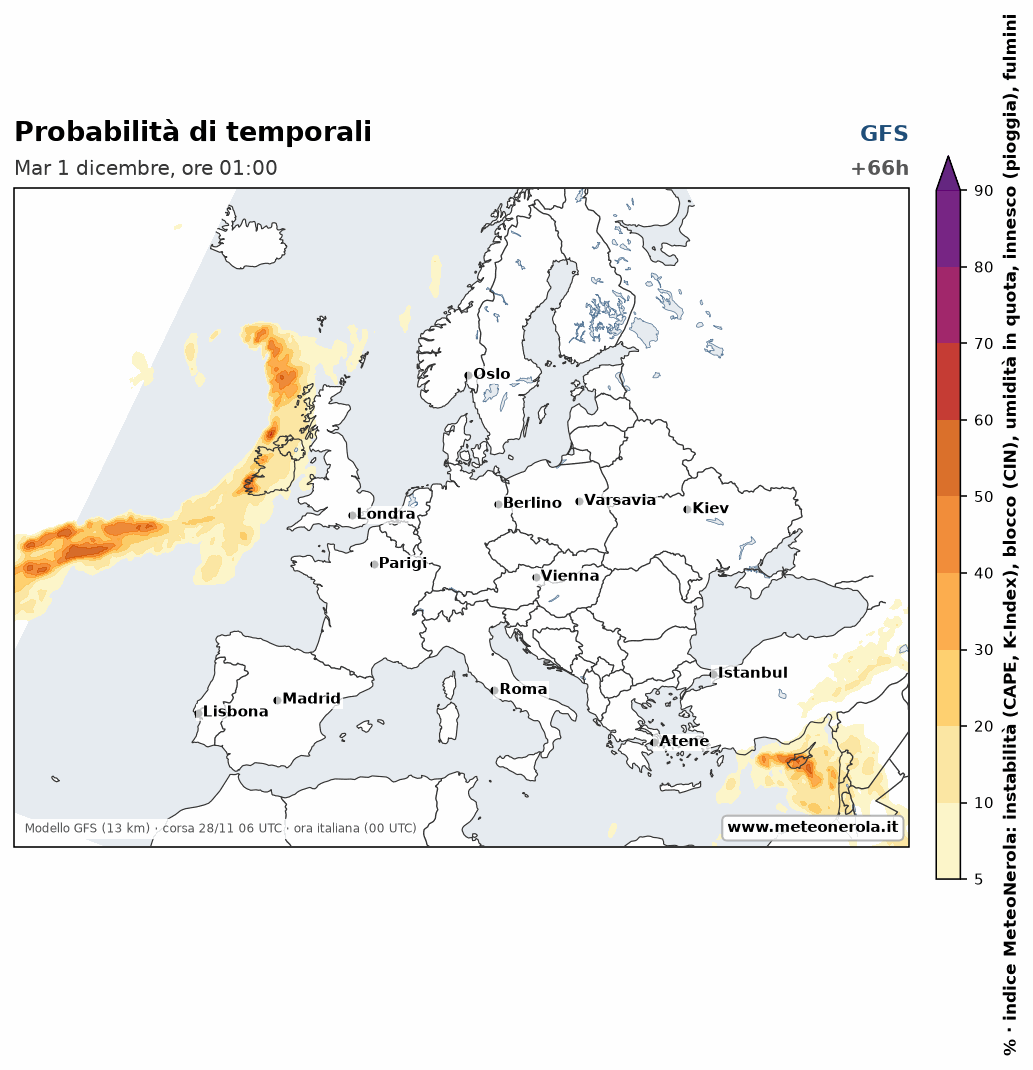 Probabilità di temporali
GFS
Mar 1 dicembre, ore 01:00
+66h
Oslo
Berlino
Varsavia
Londra
Kiev
Parigi
Vienna
Istanbul
Roma
Madrid
Lisbona
Atene
Modello GFS (13 km) · corsa 28/11 06 UTC · ora italiana (00 UTC)
www.meteonerola.it
90
80
70
60
50
40
30
20
10
5
% · indice MeteoNerola: instabilità (CAPE, K-Index), blocco (CIN), umidità in quota, innesco (pioggia), fulmini